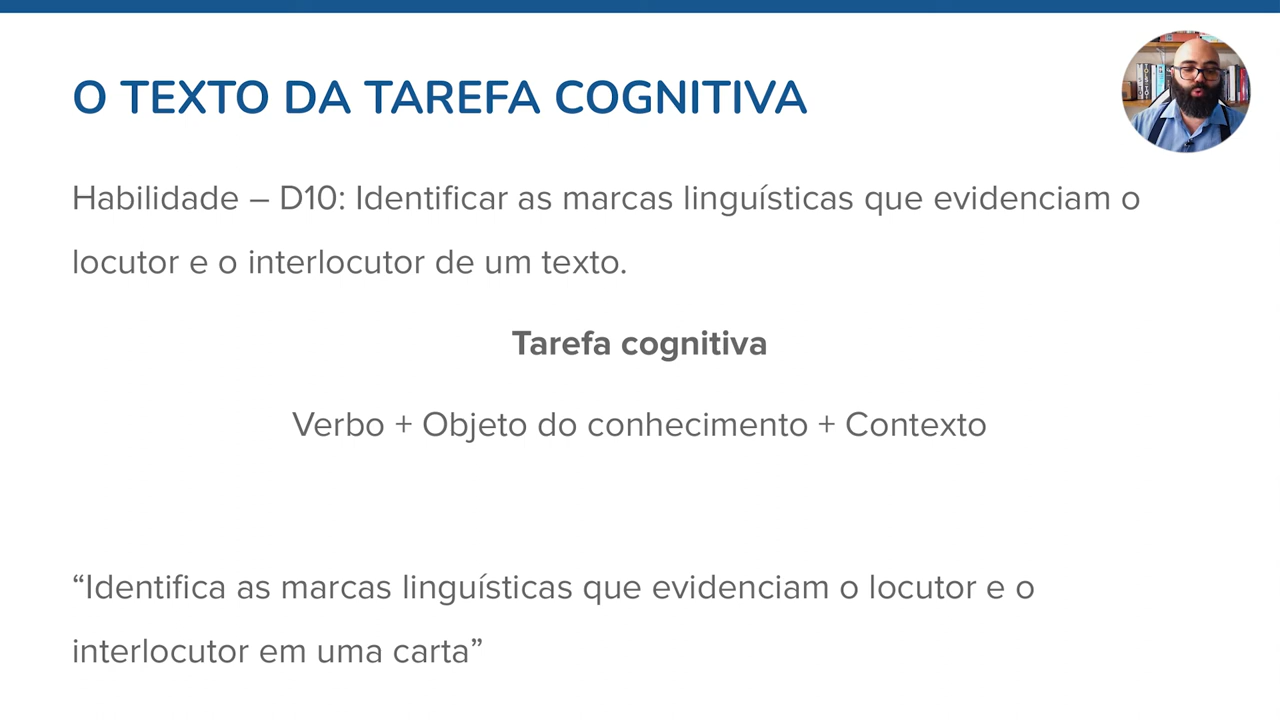 O TEXTO DA TAREFA COGNITIVA
Habilidade – D10: Identificar as marcas linguísticas que evidenciam o
locutor e o interlocutor de um texto.
Tarefa cognitiva
Verbo + Objeto do conhecimento + Contexto
“Identifica as marcas linguísticas que evidenciam o locutor e o
interlocutor em uma carta”